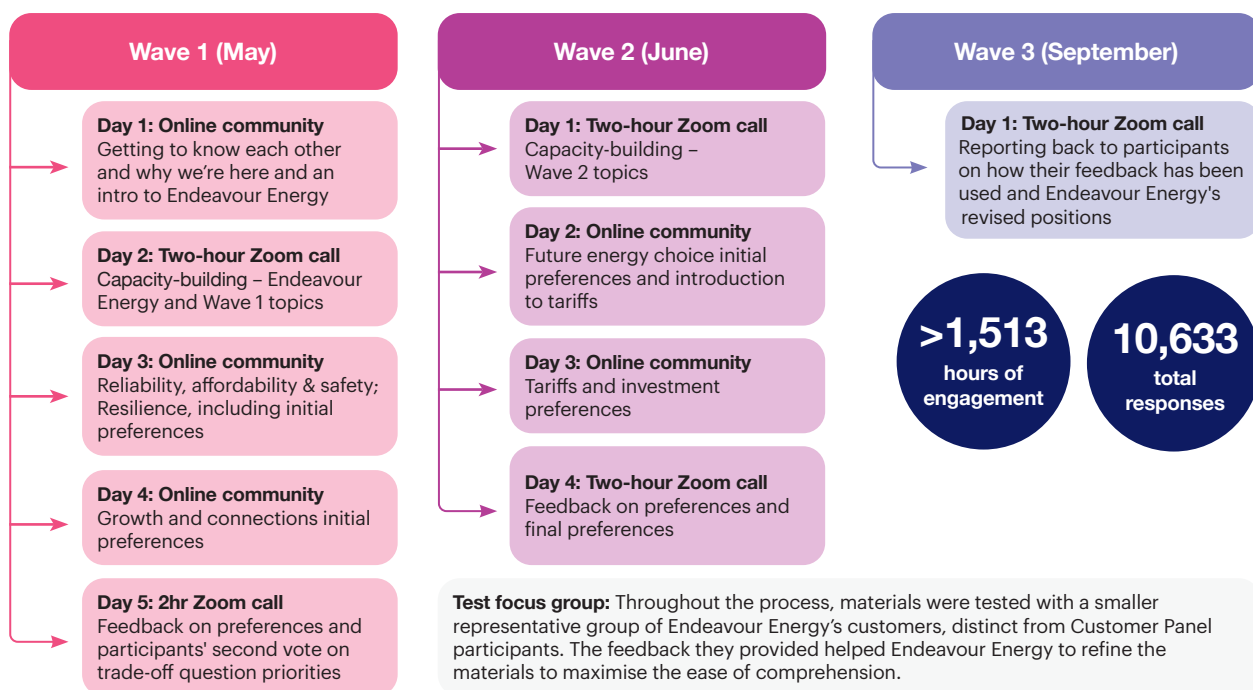 Wave 1 (May)
Day 1: Online community
Getting to know each other
and why we're here and an
intro to Endeavour Energy
Day 2: Two-hour Zoom call
Capacity-building – Endeavour
Energy and Wave 1 topics
Day 3: Online community
Reliability, affordability & safety;
Resilience, including initial
preferences
Day 4: Online community
Growth and connections initial
preferences
Day 5: 2hr Zoom call
Feedback on preferences and
participants' second vote on
trade-off question priorities
Wave 2 (June)
Day 1: Two-hour Zoom call
Capacity-building –
Wave 2 topics
Day 2: Online community
Future energy choice initial
preferences and introduction
to tariffs
Day 3: Online community
Tariffs and investment
preferences
Day 4: Two-hour Zoom call
Feedback on preferences and
final preferences
Wave 3 (September)
Day 1: Two-hour Zoom call
Reporting back to participants
on how their feedback has been
used and Endeavour Energy's
revised positions
>1,513
hours of
engagement
10,633
total
responses
Test focus group: Throughout the process, materials were tested with a smaller
representative group of Endeavour Energy's customers, distinct from Customer Panel
participants. The feedback they provided helped Endeavour Energy to refine the
materials to maximise the ease of comprehension.